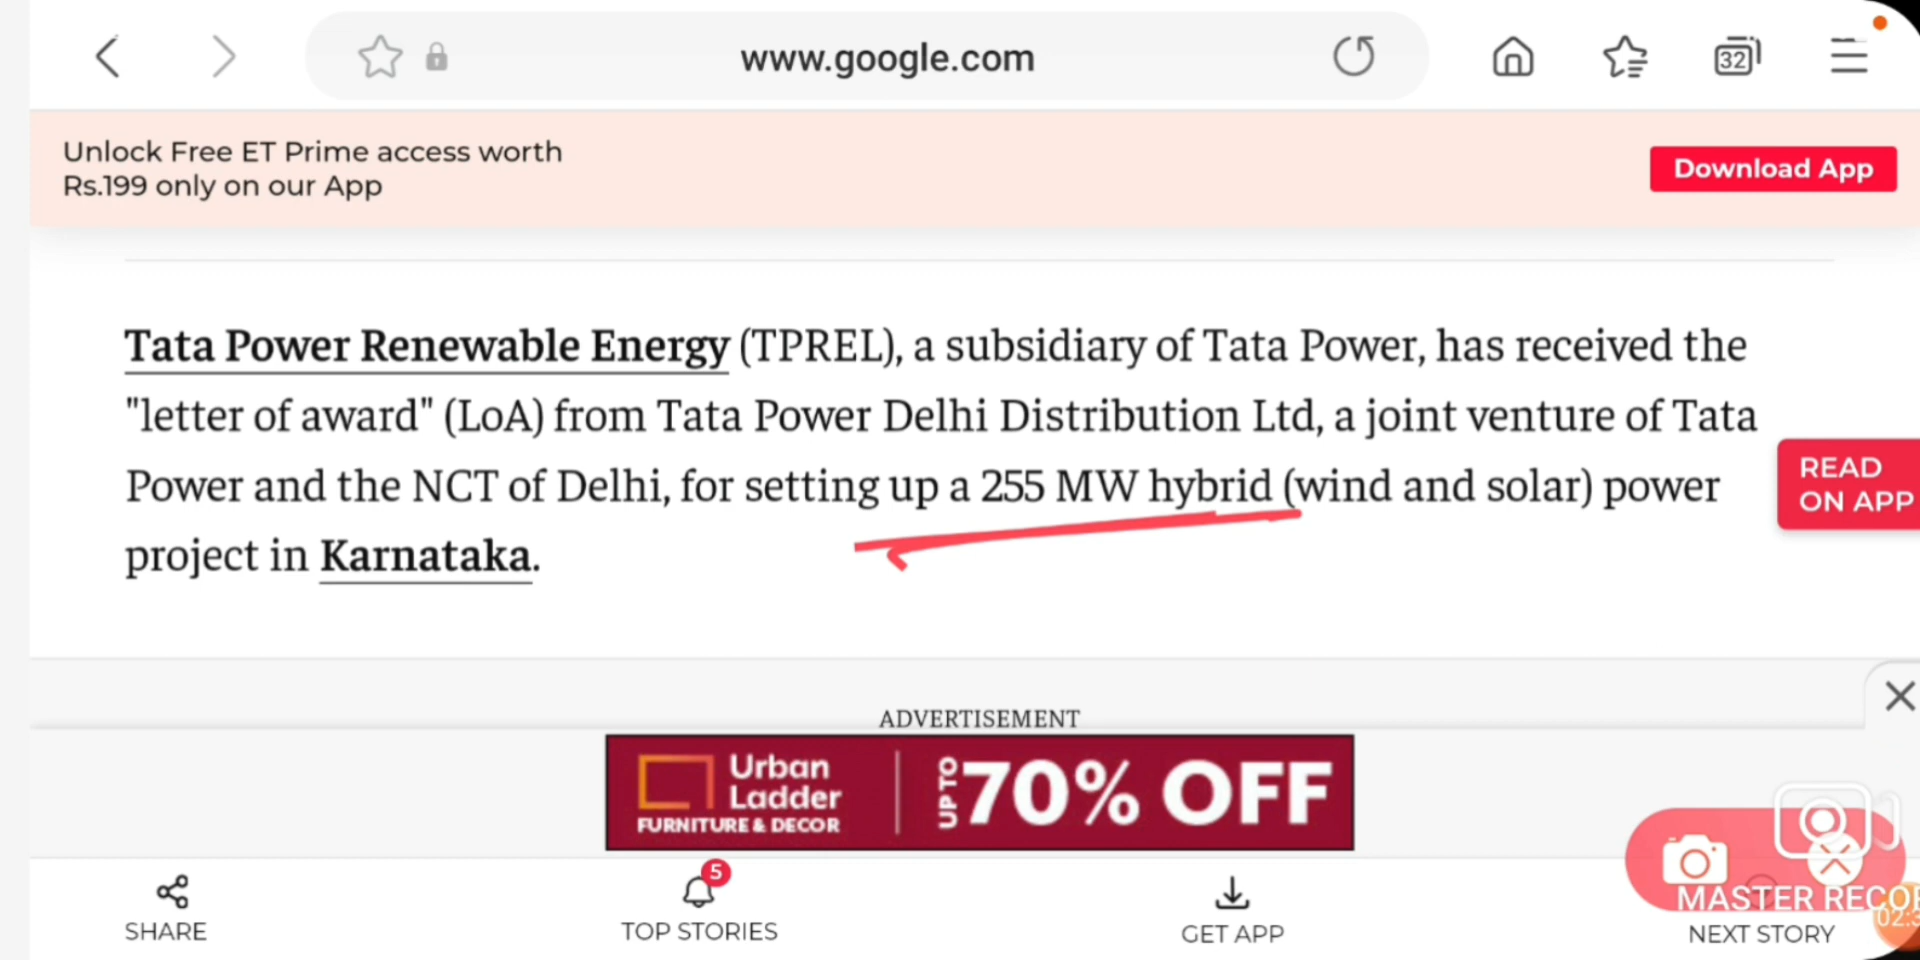 www.google.com
32
Unlock Free ET Prime access worth
Rs.199 only on our App
Download App
Tata Power Renewable Energy (TPREL), a subsidiary of Tata Power, has received the
"letter of award" (LoA) from Tata Power Delhi Distribution Ltd, a joint venture of Tata
Power and the NCT of Delhi, for setting up a 255 MW hybrid (wind and solar) power
project in Karnataka.
READ
ON APP
ADVERTISEMENT
Urban
Ladder
FURNITURE & DECOR
UP TO
70% OFF
5
SHARE
TOP STORIES
GET APP
NEXT STORY
MASTER